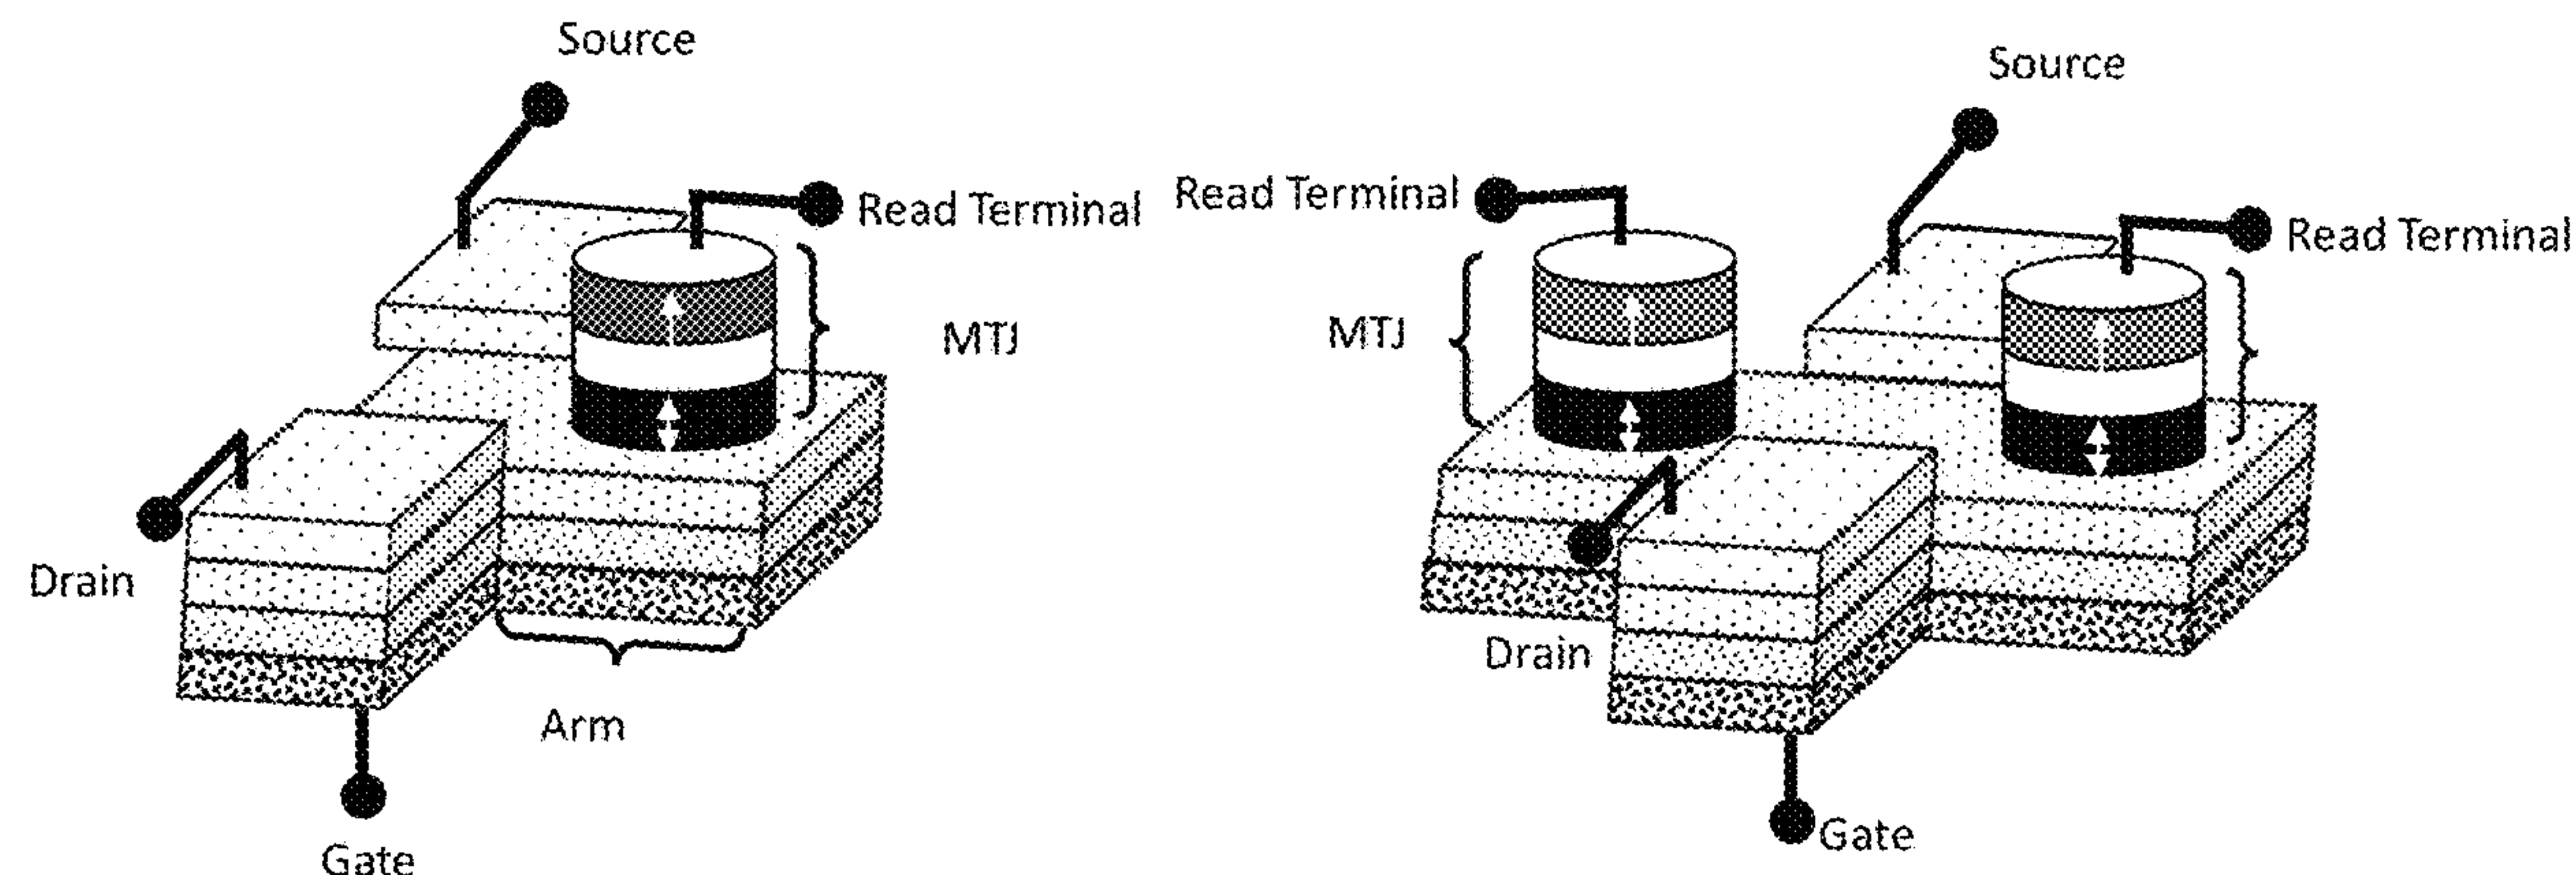 Source
Read Terminal
MTJ
Drain
Arm
Gate
Source
Read Terminal
Read Terminal
MTJ
Drain
Gate